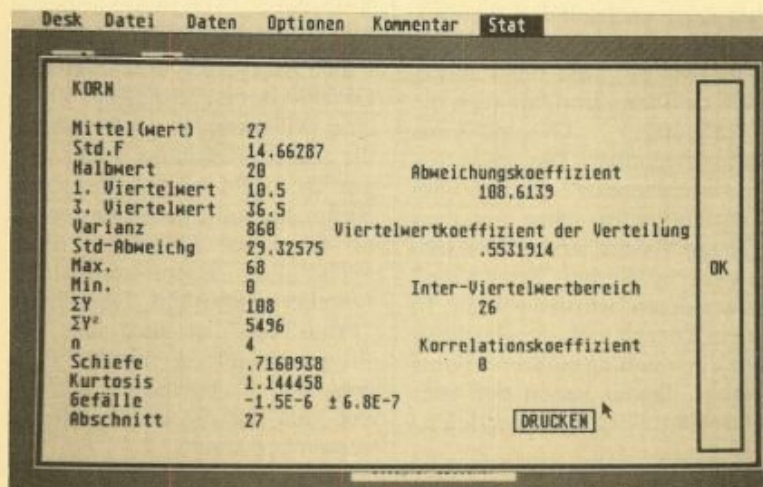 Desk Datei Daten Optionen Kommentar Stat
KORN
Mittel(wert) 27
Std.F 14.66287
Halbwert 20
1. Viertelwert 10.5
3. Viertelwert 36.5
Varianz 860
Std-Abweichg 29.32575
Max. 68
Min. 0
ΣY 108
ΣY² 5496
n 4
Schiefe .7160938
Kurtosis 1.144458
Gefälle -1.5E-6 ±6.8E-7
Abschnitt 27
Abweichungskoeffizient
108.6139
Viertelwertkoeffizient der Verteilung
.5531914
Inter-Viertelwertbereich
26
Korrelationskoeffizient
0
DRUCKEN
OK